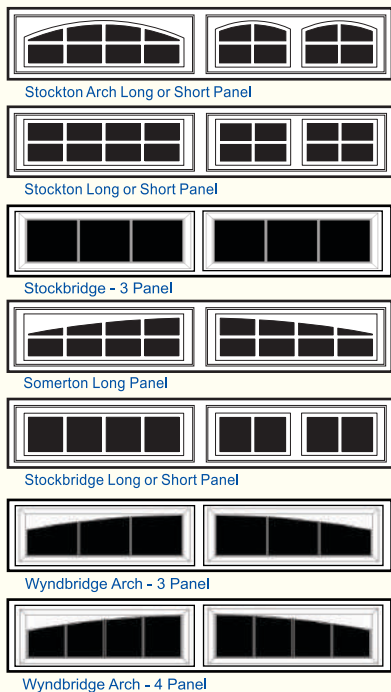 Stockton Arch Long or Short Panel
Stockton Long or Short Panel
Stockbridge - 3 Panel
Somerton Long Panel
Stockbridge Long or Short Panel
Wyndbridge Arch - 3 Panel
Wyndbridge Arch - 4 Panel